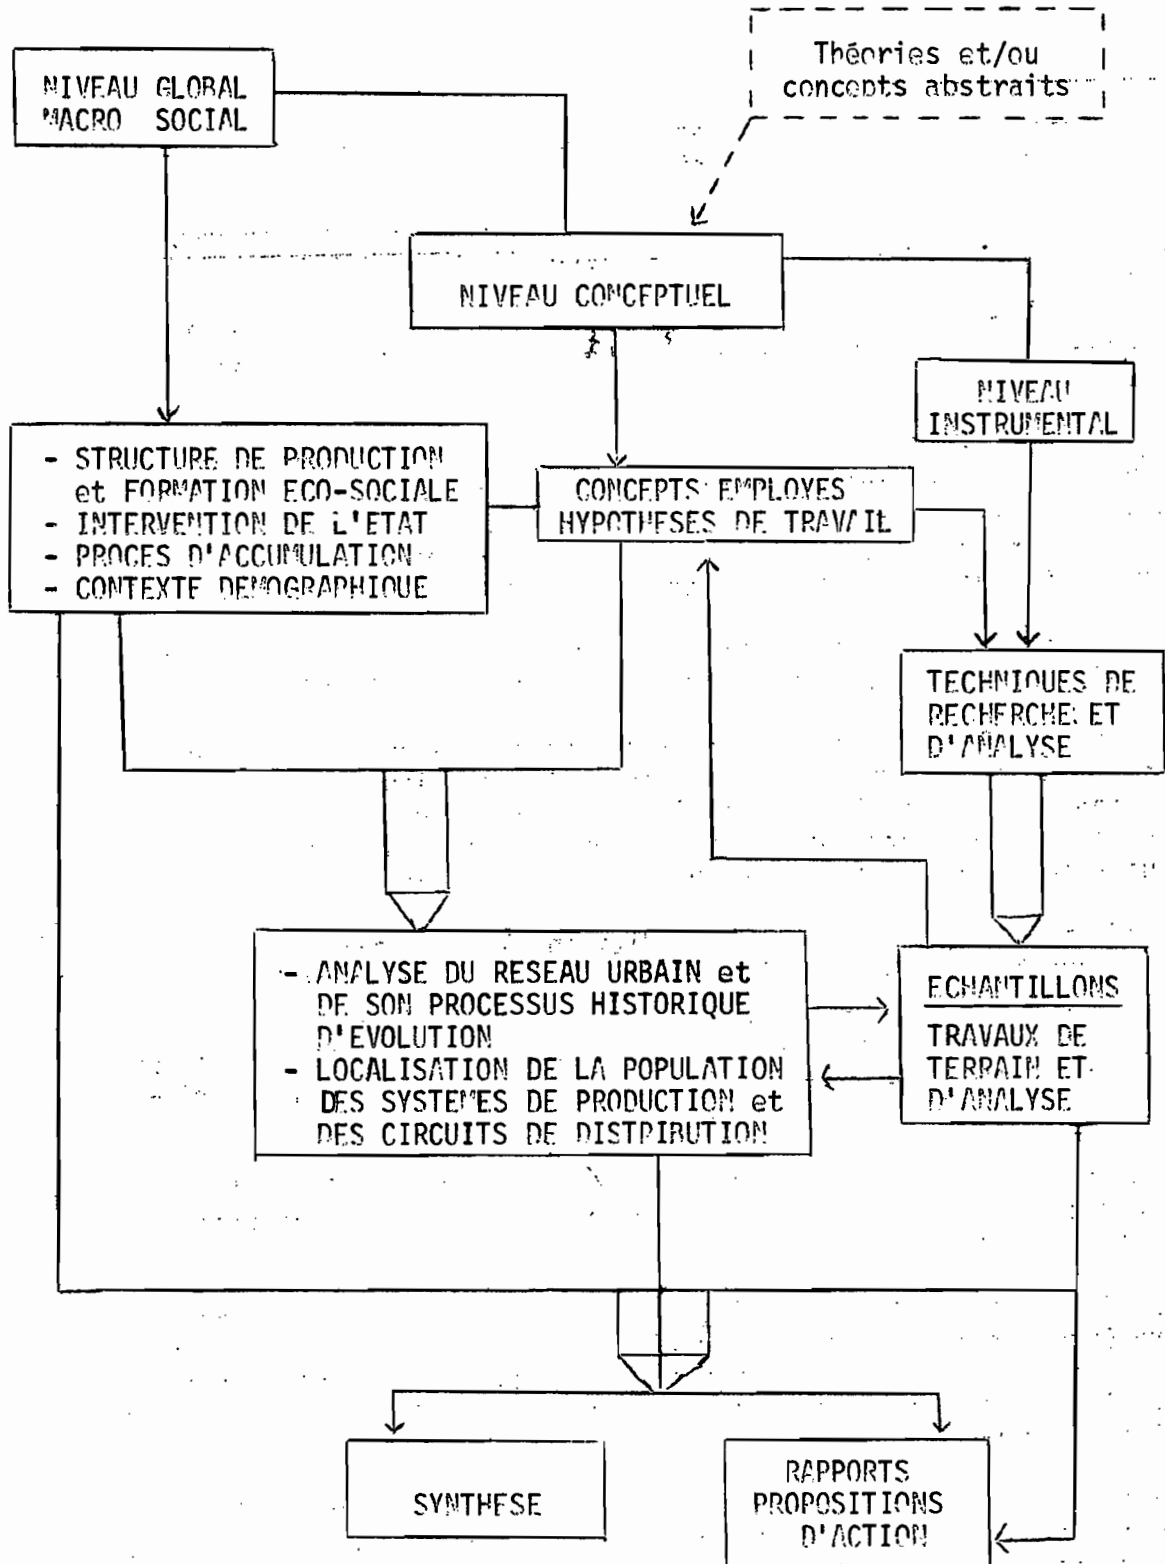 Théories et/ou
concepts abstraits
NIVEAU GLOBAL
MACRO SOCIAL
NIVEAU CONCEPTUEL
NIVEAU
INSTRUMENTAL
- STRUCTURE DE PRODUCTION
et FORMATION ECO-SOCIALE
- INTERVENTION DE L'ETAT
- PROCES D'ACCUMULATION
- CONTEXTE DEMOGRAPHIQUE
CONCEPTS EMPLOYES
HYPOTHESES DE TRAVAIL
TECHNIQUES DE
RECHERCHE ET
D'ANALYSE
- ANALYSE DU RESEAU URBAIN et
DE SON PROCESSUS HISTORIQUE
D'EVOLUTION
- LOCALISATION DE LA POPULATION
DES SYSTEMES DE PRODUCTION et
DES CIRCUITS DE DISTRIBUTION
ECHANTILLONS
TRAVAUX DE
TERRAIN ET
D'ANALYSE
SYNTHESE
RAPPORTS
PROPOSITIONS
D'ACTION